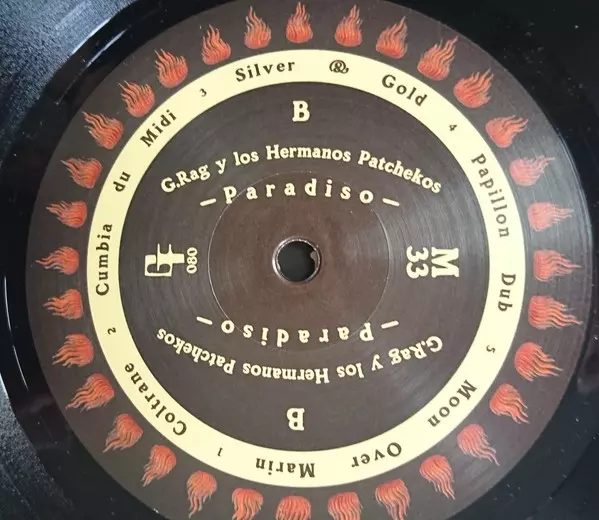 1 Coltrane 2 Cumbia du Midi 3 Silver & Gold 4 Papillon Dub 5 Moon Over Marin
B
G.Rag y los Hermanos Patchekos
– Paradiso –
080
M
33
– Paradiso –
G.Rag y los Hermanos Patchekos
B